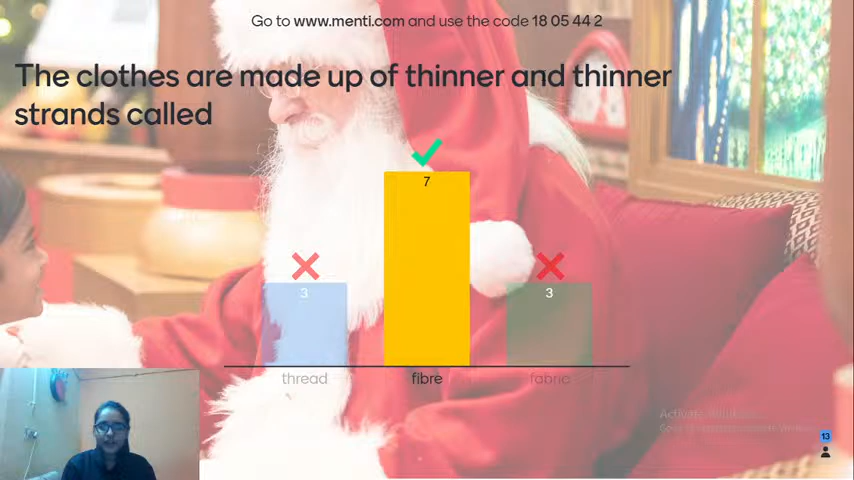 Go to www.menti.com and use the code 18 05 44 2
The clothes are made up of thinner and thinner
strands called
7
3
3
thread
fibre
fabric
13